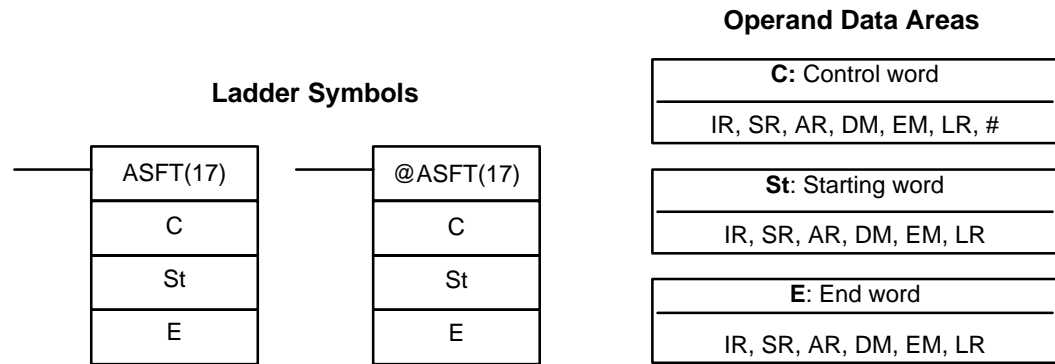 Ladder Symbols
ASFT(17)
C
St
E
@ASFT(17)
C
St
E
Operand Data Areas
C: Control word
IR, SR, AR, DM, EM, LR, #
St: Starting word
IR, SR, AR, DM, EM, LR
E: End word
IR, SR, AR, DM, EM, LR